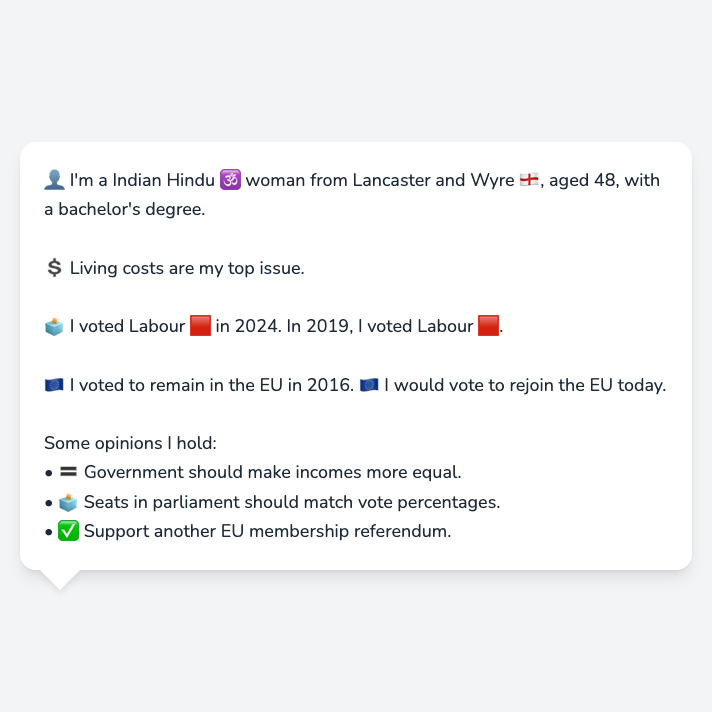 👤 I'm a Indian Hindu 🕉️ woman from Lancaster and Wyre 🏴󠁧󠁢󠁥󠁮󠁧󠁿, aged 48, with
a bachelor's degree.
💲 Living costs are my top issue.
🗳️ I voted Labour 🟥 in 2024. In 2019, I voted Labour 🟥.
🇪🇺 I voted to remain in the EU in 2016. 🇪🇺 I would vote to rejoin the EU today.
Some opinions I hold:
• 🟰 Government should make incomes more equal.
• 🗳️ Seats in parliament should match vote percentages.
• ✅ Support another EU membership referendum.